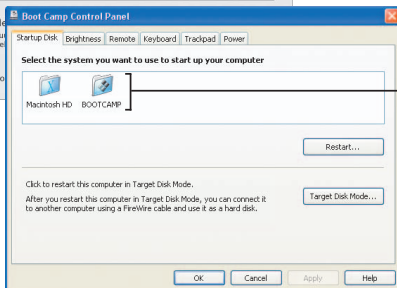 Boot Camp Control Panel
Startup Disk Brightness Remote Keyboard Trackpad Power
Select the system you want to use to start up your computer
Macintosh HD BOOTCAMP
Restart...
Click to restart this computer in Target Disk Mode.
After you restart this computer in Target Disk Mode, you can connect it
to another computer using a FireWire cable and use it as a hard disk.
Target Disk Mode...
OK Cancel Apply Help